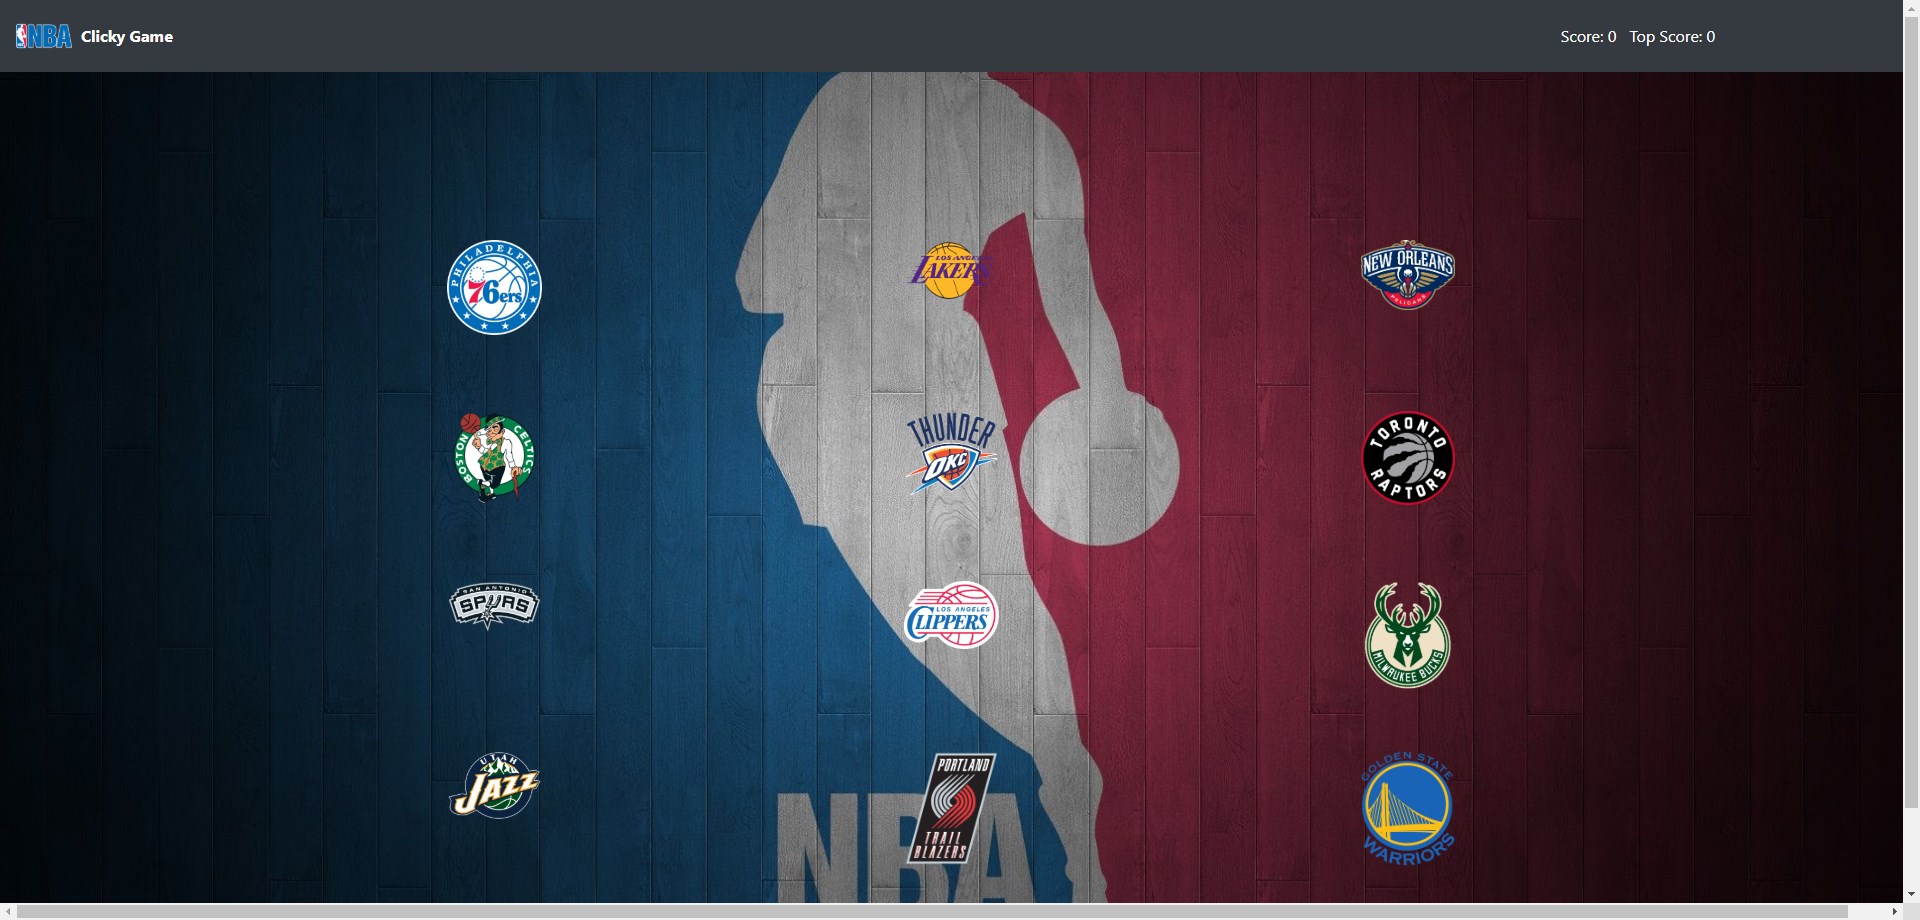 NBA Clicky Game
Score: 0 Top Score: 0
PHILADELPHIA
76ers
LOS ANGELES
LAKERS
NEW ORLEANS
PELICANS
BOSTON CELTICS
THUNDER
OKC
TORONTO
RAPTORS
SAN ANTONIO
SPURS
LOS ANGELES
CLIPPERS
MILWAUKEE BUCKS
UTAH
JAZZ
PORTLAND
TRAIL
BLAZERS
GOLDEN STATE
WARRIORS
NBA